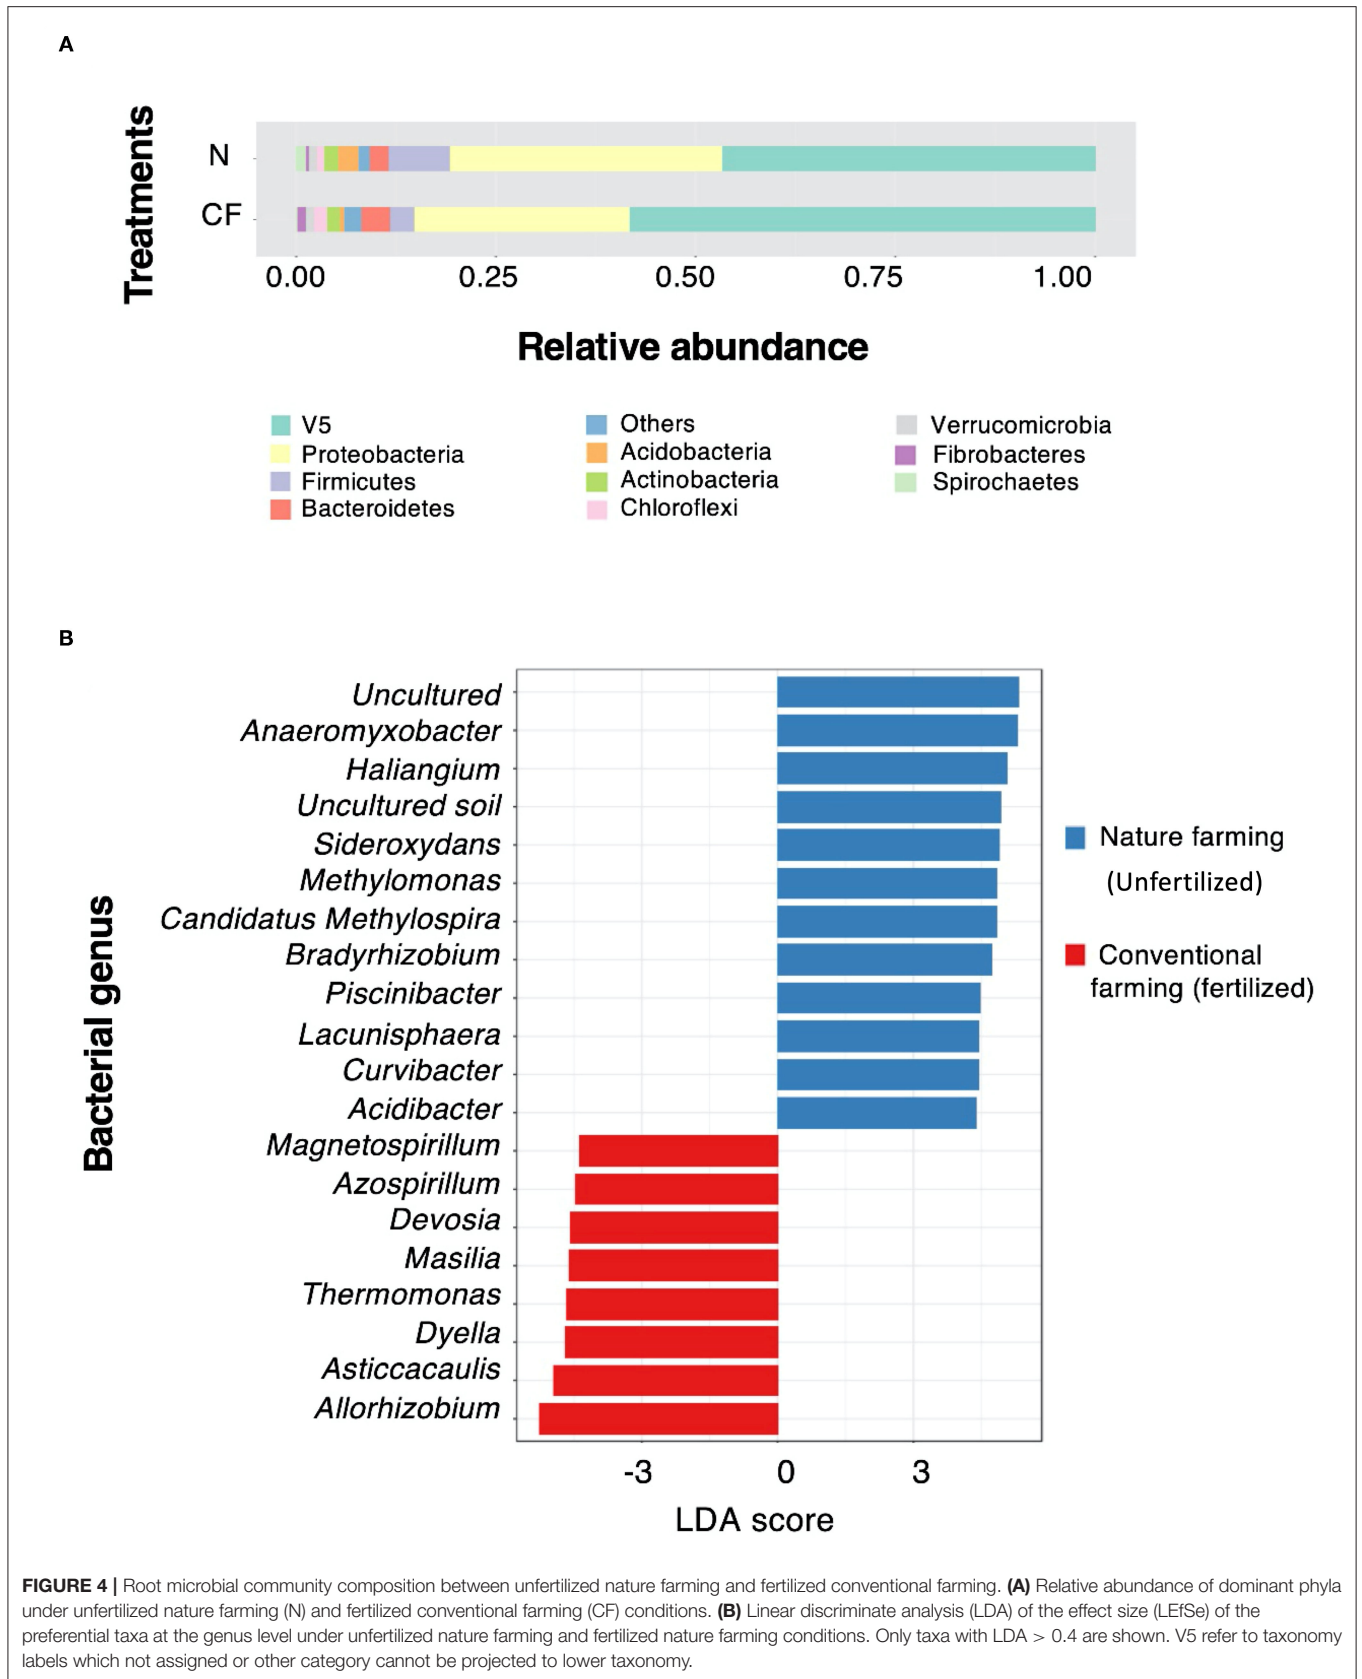 A
Treatments
N
CF
0.00 0.25 0.50 0.75 1.00
Relative abundance
V5 Others Verrucomicrobia
Proteobacteria Acidobacteria Fibrobacteres
Firmicutes Actinobacteria Spirochaetes
Bacteroidetes Chloroflexi
B
Bacterial genus
Uncultured
Anaeromyxobacter
Haliangium
Uncultured soil
Sideroxydans
Methylomonas
Candidatus Methylospira
Bradyrhizobium
Piscinibacter
Lacunisphaera
Curvibacter
Acidibacter
Magnetospirillum
Azospirillum
Devosia
Masilia
Thermomonas
Dyella
Asticcacaulis
Allorhizobium
Nature farming
(Unfertilized)
Conventional
farming (fertilized)
-3 0 3
LDA score
FIGURE 4 | Root microbial community composition between unfertilized nature farming and fertilized conventional farming. (A) Relative abundance of dominant phyla
under unfertilized nature farming (N) and fertilized conventional farming (CF) conditions. (B) Linear discriminate analysis (LDA) of the effect size (LEfSe) of the
preferential taxa at the genus level under unfertilized nature farming and fertilized nature farming conditions. Only taxa with LDA > 0.4 are shown. V5 refer to taxonomy
labels which not assigned or other category cannot be projected to lower taxonomy.